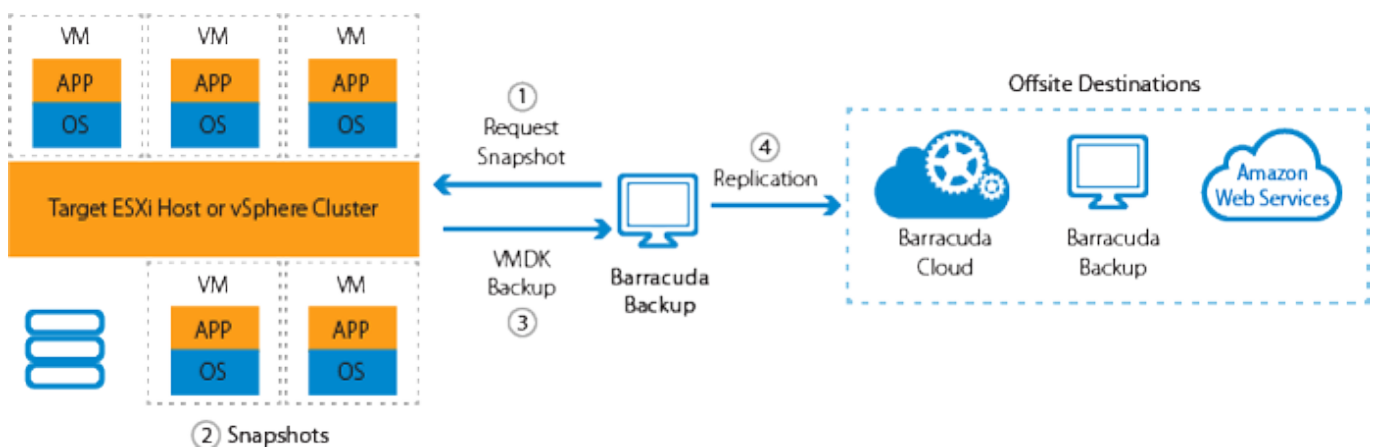 VM
VM
VM
APP
APP
APP
OS
OS
OS
Target ESXi Host or vSphere Cluster
VM
VM
APP
APP
OS
OS
2 Snapshots
1
Request
Snapshot
VMDK
Backup
3
Barracuda
Backup
4
Replication
Offsite Destinations
Barracuda
Cloud
Barracuda
Backup
Amazon
Web Services